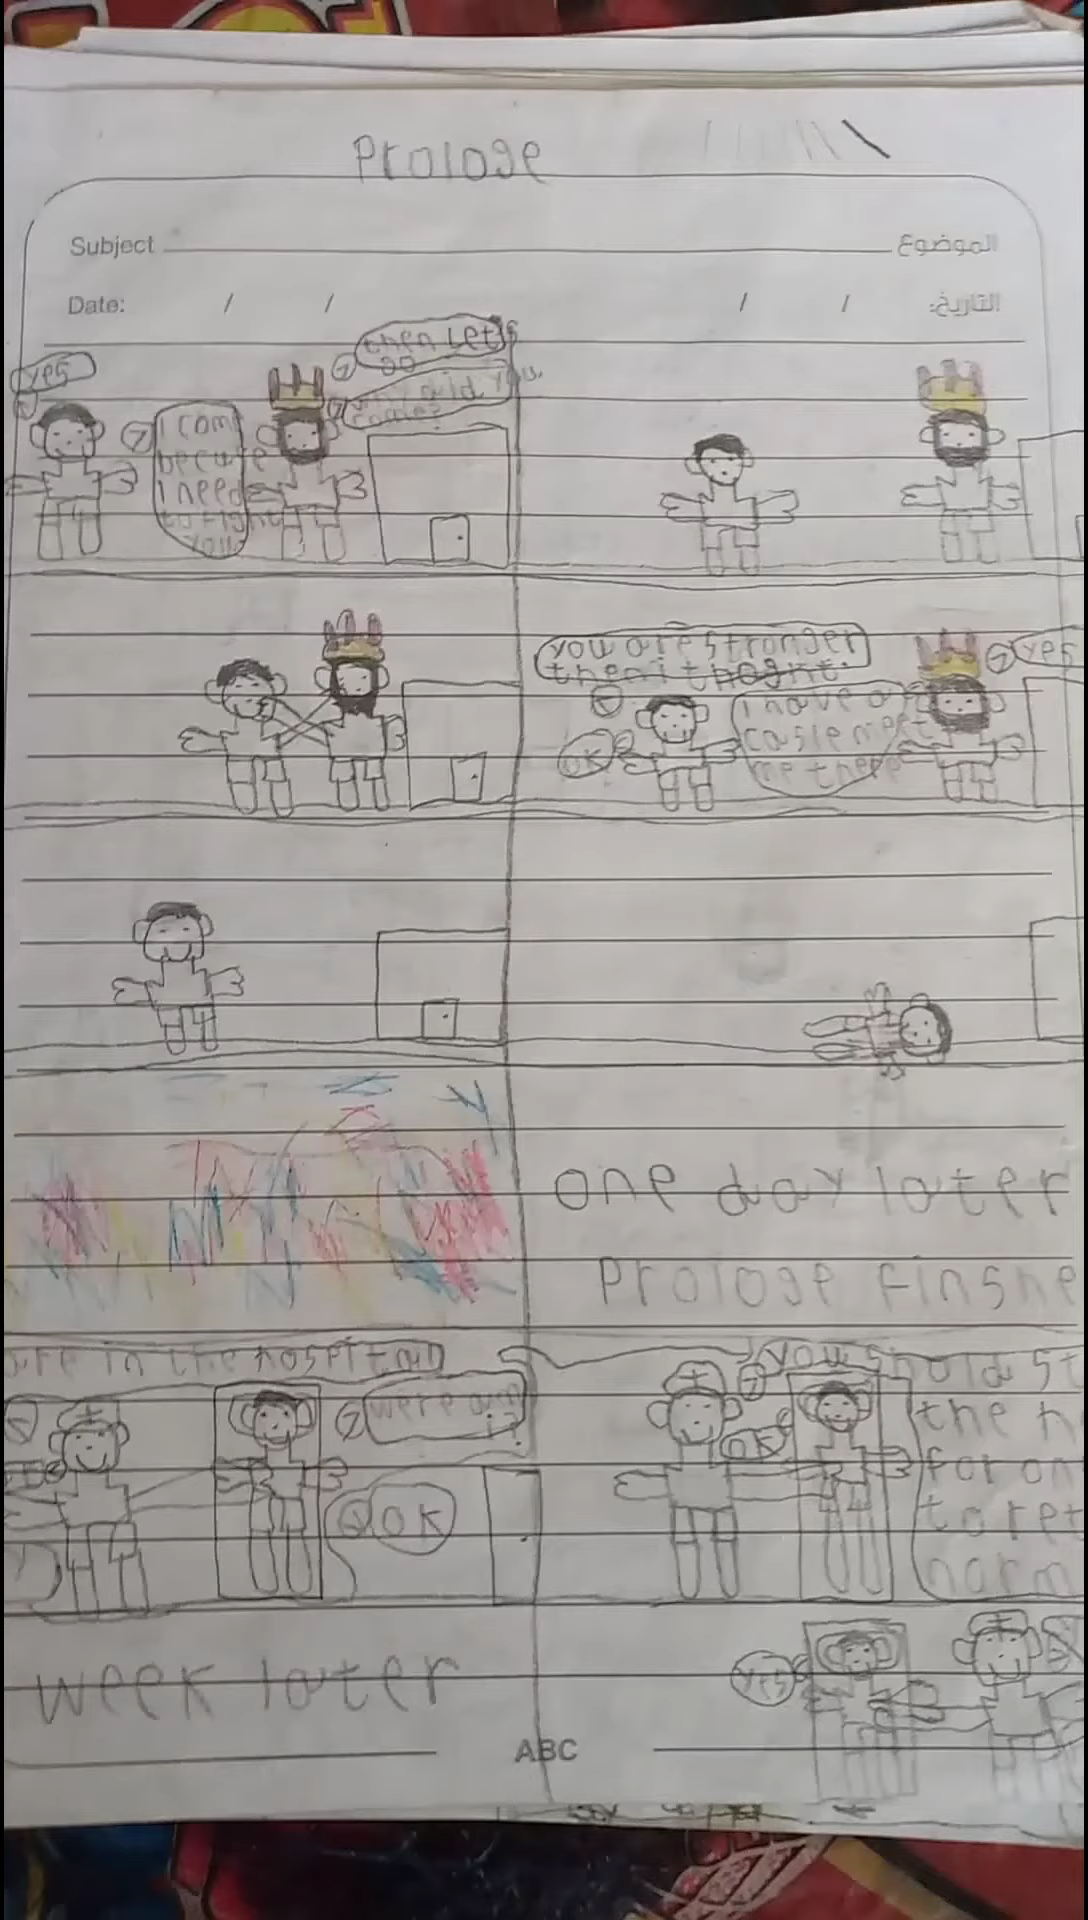 Prologe
Subject الموضوع
Date: / / / / التاريخ:
then Let's
go
yes
why did you
come?
I com
becuse
I need
to fight
you
you are stronger
then i thoght.
yes
I have a
casle meet
me there
OK
one day later
Prologe finshe
are in the hospital
were am
i?
OK
you shold st
the h
for on
to ret
norm
OK
week later
yes
ABC